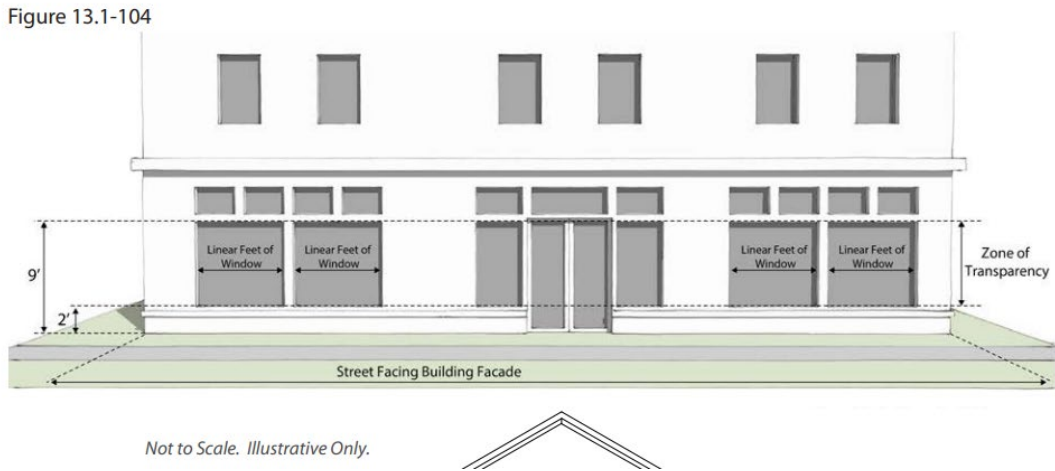 Figure 13.1-104
Linear Feet of
Window
Linear Feet of
Window
Linear Feet of
Window
Linear Feet of
Window
9'
2'
Zone of
Transparency
Street Facing Building Facade
Not to Scale. Illustrative Only.